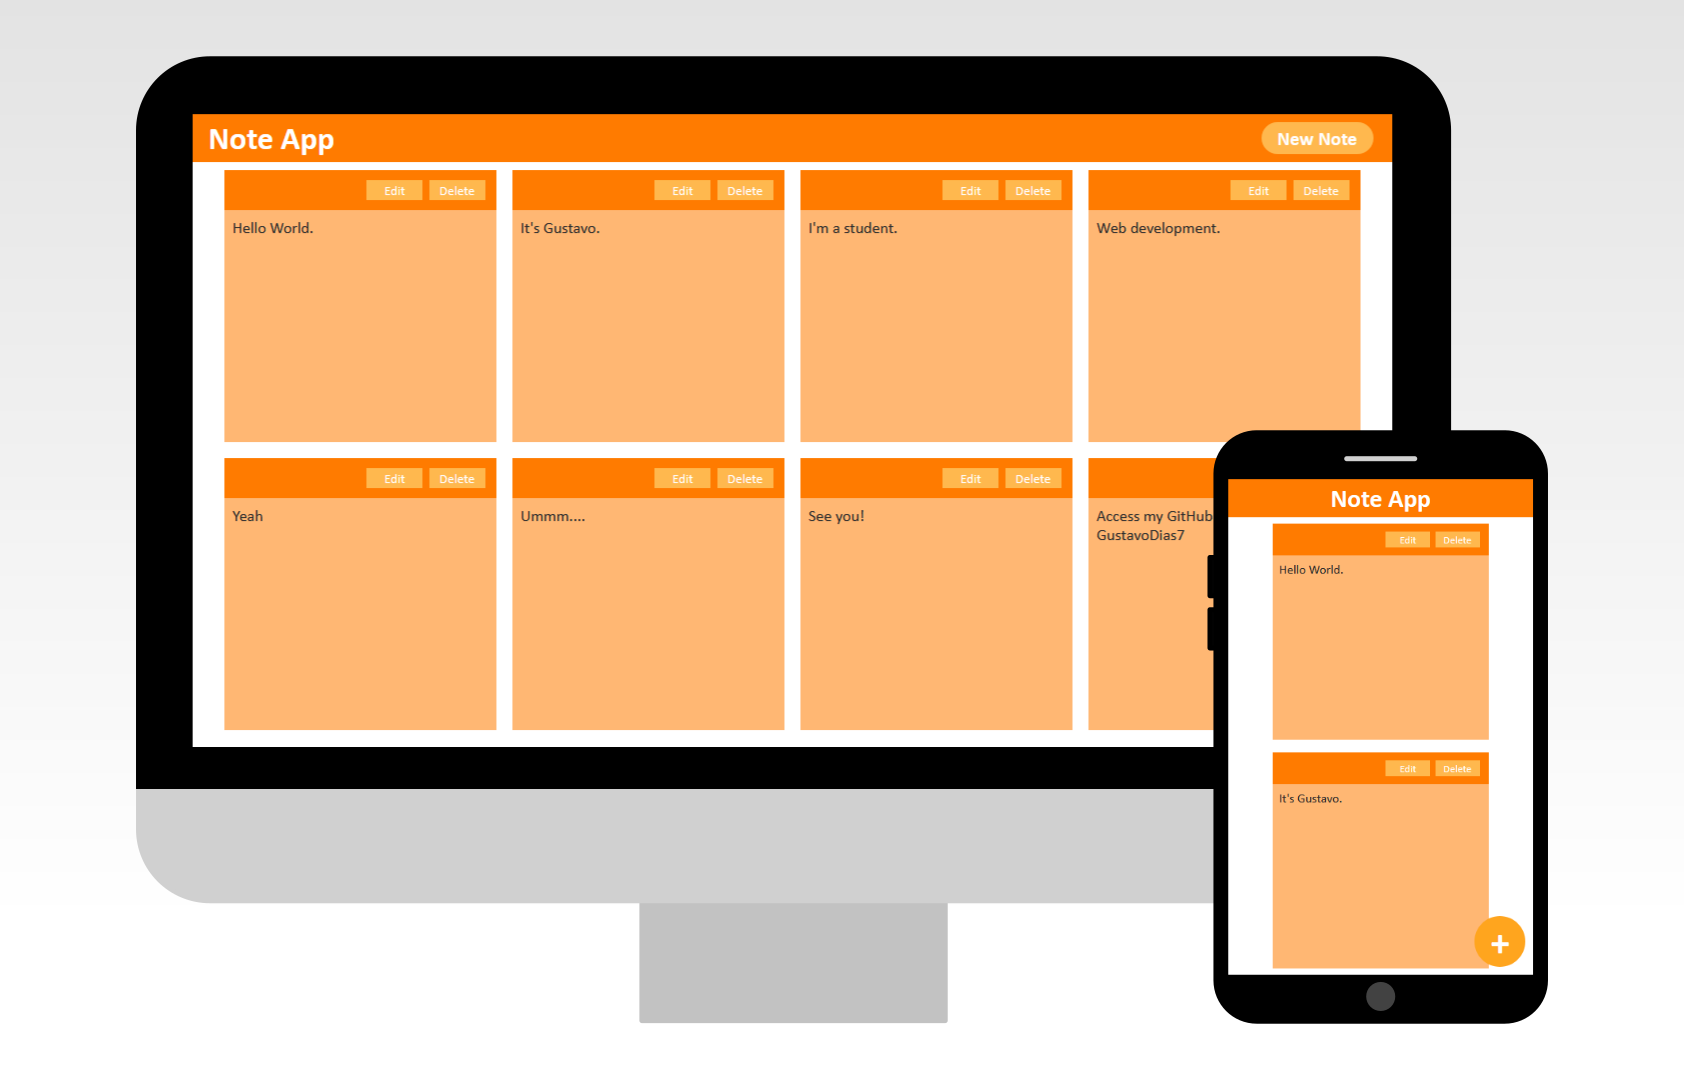 Note App
New Note
Edit Delete
Edit Delete
Edit Delete
Edit Delete
Hello World.
It's Gustavo.
I'm a student.
Web development.
Edit Delete
Edit Delete
Edit Delete
Yeah
Ummm....
See you!
Access my GitHub
GustavoDias7
Note App
Edit Delete
Hello World.
Edit Delete
It's Gustavo.
+